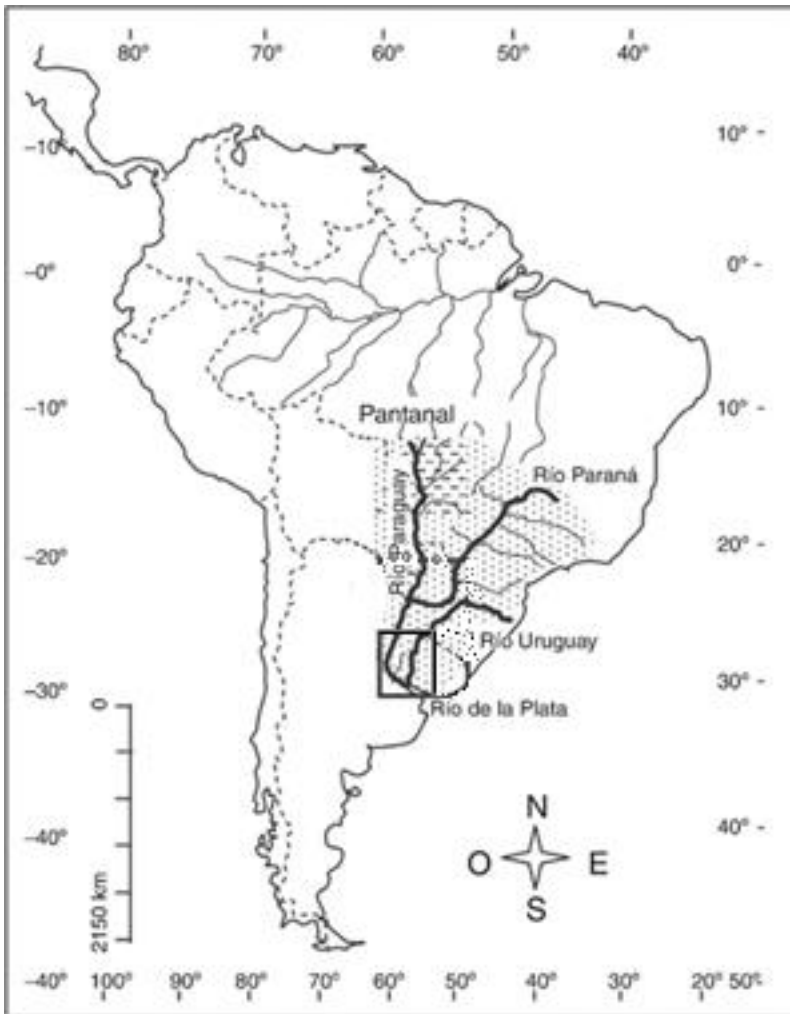 80° 70° 60° 50° 40°
–10° 10° -
–0° 0° -
–10° 10° -
Pantanal
Río Paraná
Río Paraguay
–20° 20° -
Río Uruguay
–30° 30° -
0
Río de la Plata
–40° 40° -
N
O E
S
2150 km
–40° 100° 90° 80° 70° 60° 50° 40° 30° 20° 50°